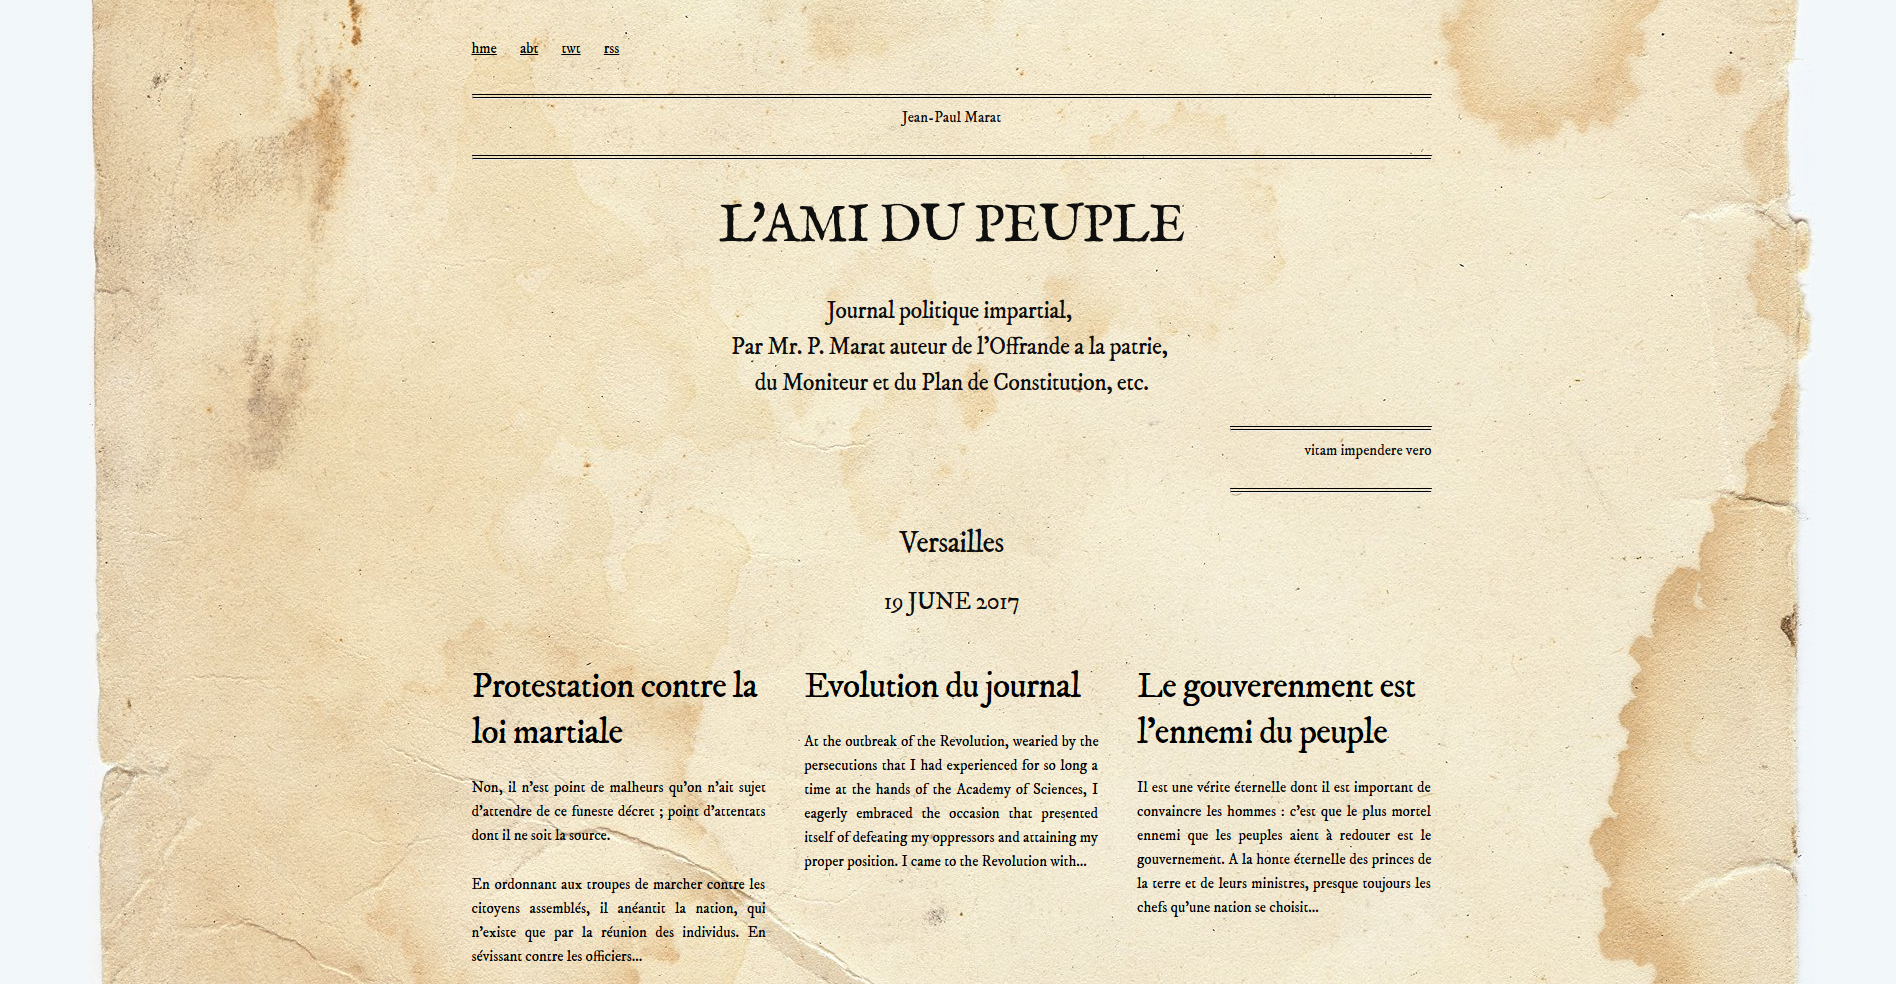 hme abt twt rss
Jean-Paul Marat
L'AMI DU PEUPLE
Journal politique impartial,
Par Mr. P. Marat auteur de l'Offrande a la patrie,
du Moniteur et du Plan de Constitution, etc.
vitam impendere vero
Versailles
19 JUNE 2017
Protestation contre la
loi martiale
Non, il n'est point de malheurs qu'on n'ait sujet
d'attendre de ce funeste décret ; point d'attentats
dont il ne soit la source.
En ordonnant aux troupes de marcher contre les
citoyens assemblés, il anéantit la nation, qui
n'existe que par la réunion des individus. En
sévissant contre les officiers...
Evolution du journal
At the outbreak of the Revolution, wearied by the
persecutions that I had experienced for so long a
time at the hands of the Academy of Sciences, I
eagerly embraced the occasion that presented
itself of defeating my oppressors and attaining my
proper position. I came to the Revolution with...
Le gouverenment est
l'ennemi du peuple
Il est une vérite éternelle dont il est important de
convaincre les hommes : c'est que le plus mortel
ennemi que les peuples aient à redouter est le
gouvernement. A la honte éternelle des princes de
la terre et de leurs ministres, presque toujours les
chefs qu'une nation se choisit...